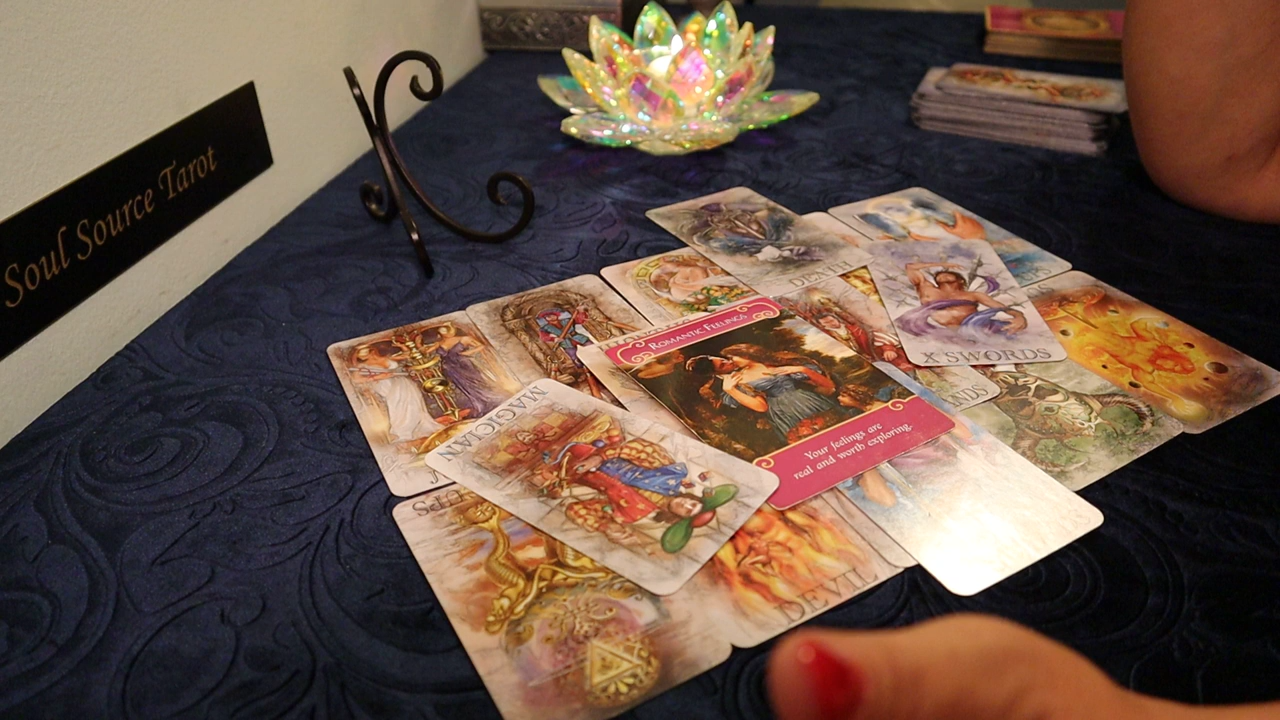 Soul Source Tarot
DEATH
X SWORDS
ROMANTIC FEELINGS
Your feelings are
real and worth exploring.
MAGICIAN
DEVIL